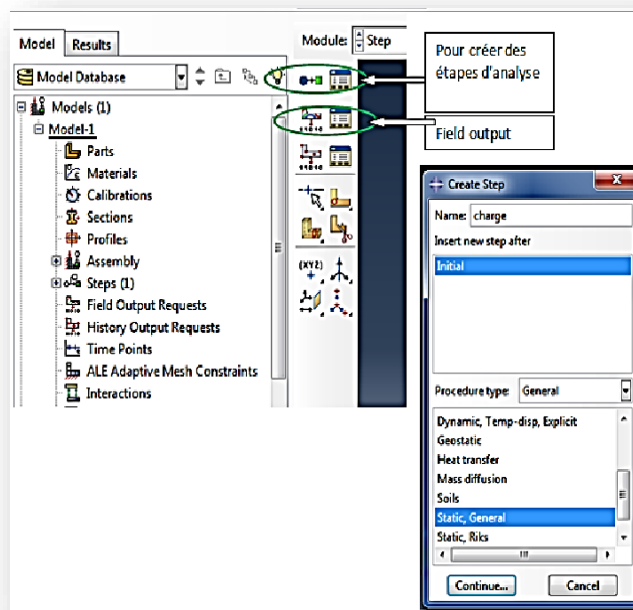 Model
Results
Module: Step
Model Database
Models (1)
Model-1
Parts
Materials
Calibrations
Sections
Profiles
Assembly
Steps (1)
Field Output Requests
History Output Requests
Time Points
ALE Adaptive Mesh Constraints
Interactions
(XYZ)
Pour créer des
étapes d'analyse
Field output
Create Step
Name: charge
Insert new step after
Initial
Procedure type: General
Dynamic, Temp-disp, Explicit
Geostatic
Heat transfer
Mass diffusion
Soils
Static, General
Static, Riks
Continue...
Cancel